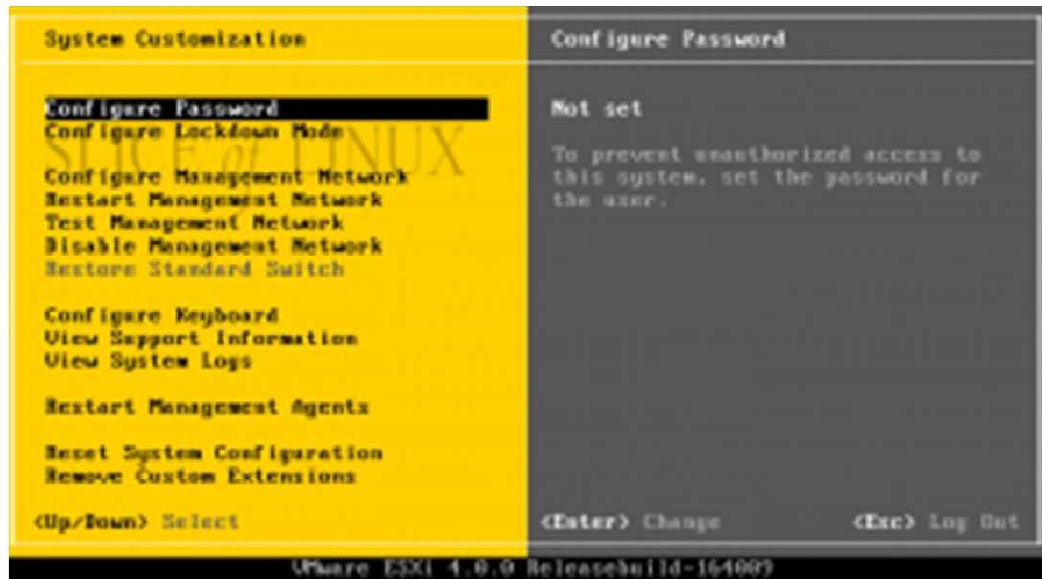 System Customization
Configure Password
Configure Lockdown Mode
SLICE of LINUX
Configure Management Network
Restart Management Network
Test Management Network
Disable Management Network
Restore Standard Switch
Configure Keyboard
View Support Information
View System Logs
Restart Management Agents
Reset System Configuration
Remove Custom Extensions
<Up/Down> Select
Configure Password
Not set
To prevent unauthorized access to
this system, set the password for
the user.
<Enter> Change
<Esc> Log Out
VMware ESXi 4.0.0 Releasebuild-164009